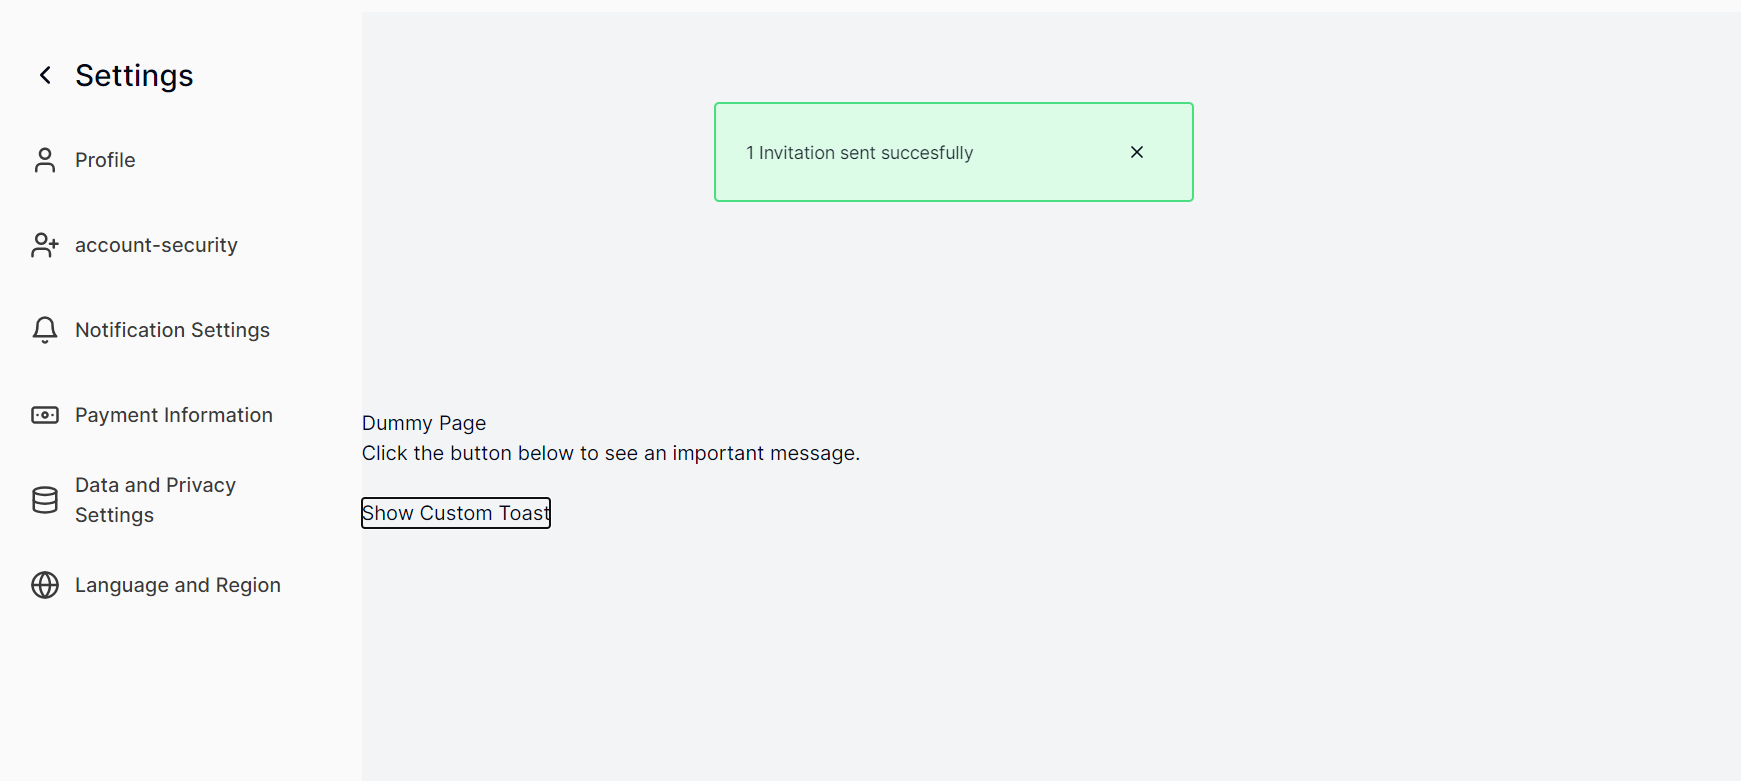 Settings
Profile
account-security
Notification Settings
Payment Information
Data and Privacy
Settings
Language and Region
1 Invitation sent succesfully
Dummy Page
Click the button below to see an important message.
Show Custom Toast